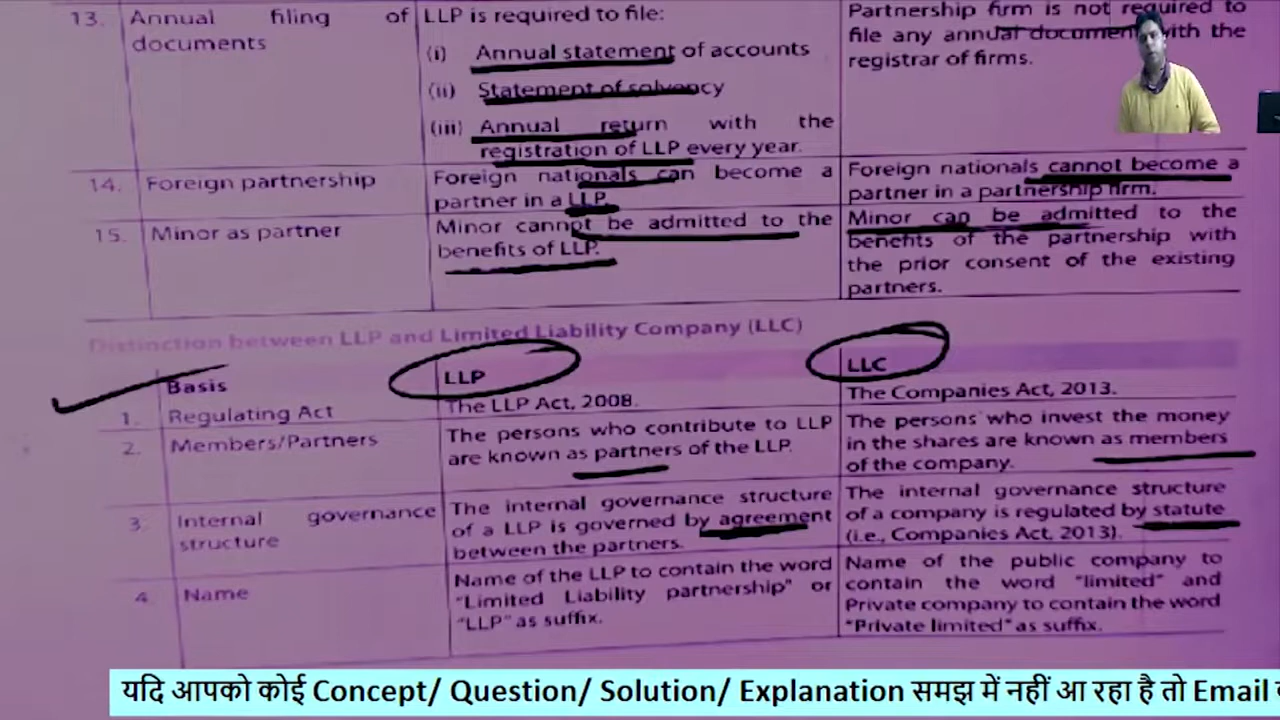 13. Annual filing of documents
LLP is required to file:
(i) Annual statement of accounts
(ii) Statement of solvency
(iii) Annual return with the
registration of LLP every year.
Partnership firm is not required to
file any annual document with the
registrar of firms.
14. Foreign partnership
Foreign nationals can become a
partner in a LLP.
Foreign nationals cannot become a
partner in a partnership firm.
15. Minor as partner
Minor cannot be admitted to the
benefits of LLP.
Minor can be admitted to the
benefits of the partnership with
the prior consent of the existing
partners.
Distinction between LLP and Limited Liability Company (LLC)
Basis
LLP
LLC
1. Regulating Act
The LLP Act, 2008.
The Companies Act, 2013.
2. Members/Partners
The persons who contribute to LLP
are known as partners of the LLP.
The persons who invest the money
in the shares are known as members
of the company.
3. Internal governance
structure
The internal governance structure
of a LLP is governed by agreement
between the partners.
The internal governance structure
of a company is regulated by statute
(i.e., Companies Act, 2013).
4. Name
Name of the LLP to contain the word
"Limited Liability partnership" or
"LLP" as suffix.
Name of the public company to
contain the word "limited" and
Private company to contain the word
"Private limited" as suffix.
यदि आपको कोई Concept/ Question/ Solution/ Explanation समझ में नहीं आ रहा है तो Email